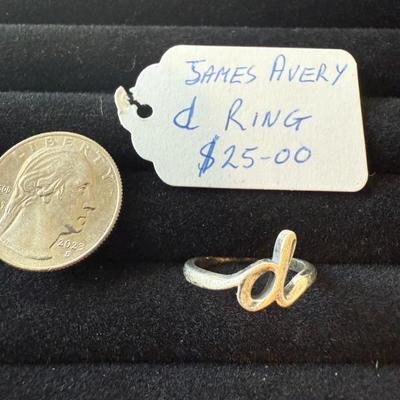 JAMES AVERY
d RING
$25-00
LIBERTY
2023
D
d